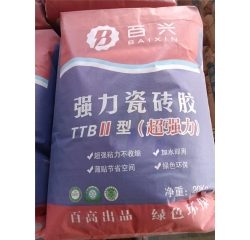 百兴
BAIXIN
强力瓷砖胶
TTBⅡ型(超强力)
✓超强粘力不收缩 ✓加水即用
✓薄贴节省空间 ✓绿色环保
净重:20KG
百高出品 绿色环保